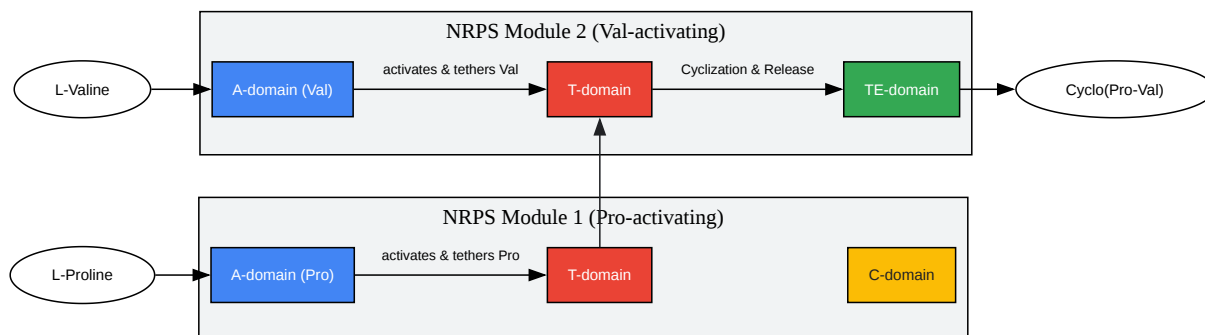 NRPS Module 2 (Val-activating)
L-Valine
A-domain (Val)
activates & tethers Val
T-domain
Cyclization & Release
TE-domain
Cyclo(Pro-Val)
NRPS Module 1 (Pro-activating)
L-Proline
A-domain (Pro)
activates & tethers Pro
T-domain
C-domain